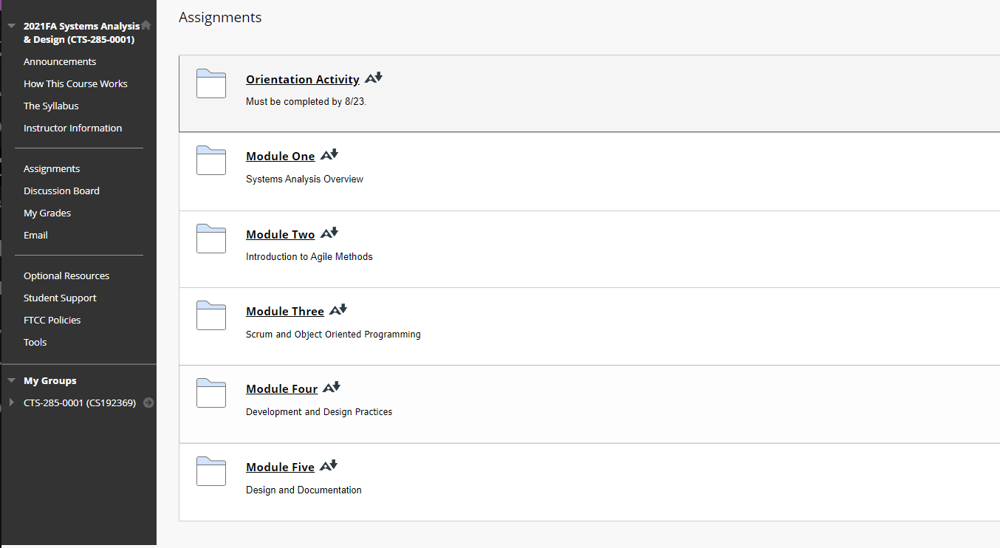 2021FA Systems Analysis
& Design (CTS-285-0001)
Announcements
How This Course Works
The Syllabus
Instructor Information
Assignments
Discussion Board
My Grades
Email
Optional Resources
Student Support
FTCC Policies
Tools
My Groups
CTS-285-0001 (CS192369)
Assignments
Orientation Activity
Must be completed by 8/23.
Module One
Systems Analysis Overview
Module Two
Introduction to Agile Methods
Module Three
Scrum and Object Oriented Programming
Module Four
Development and Design Practices
Module Five
Design and Documentation